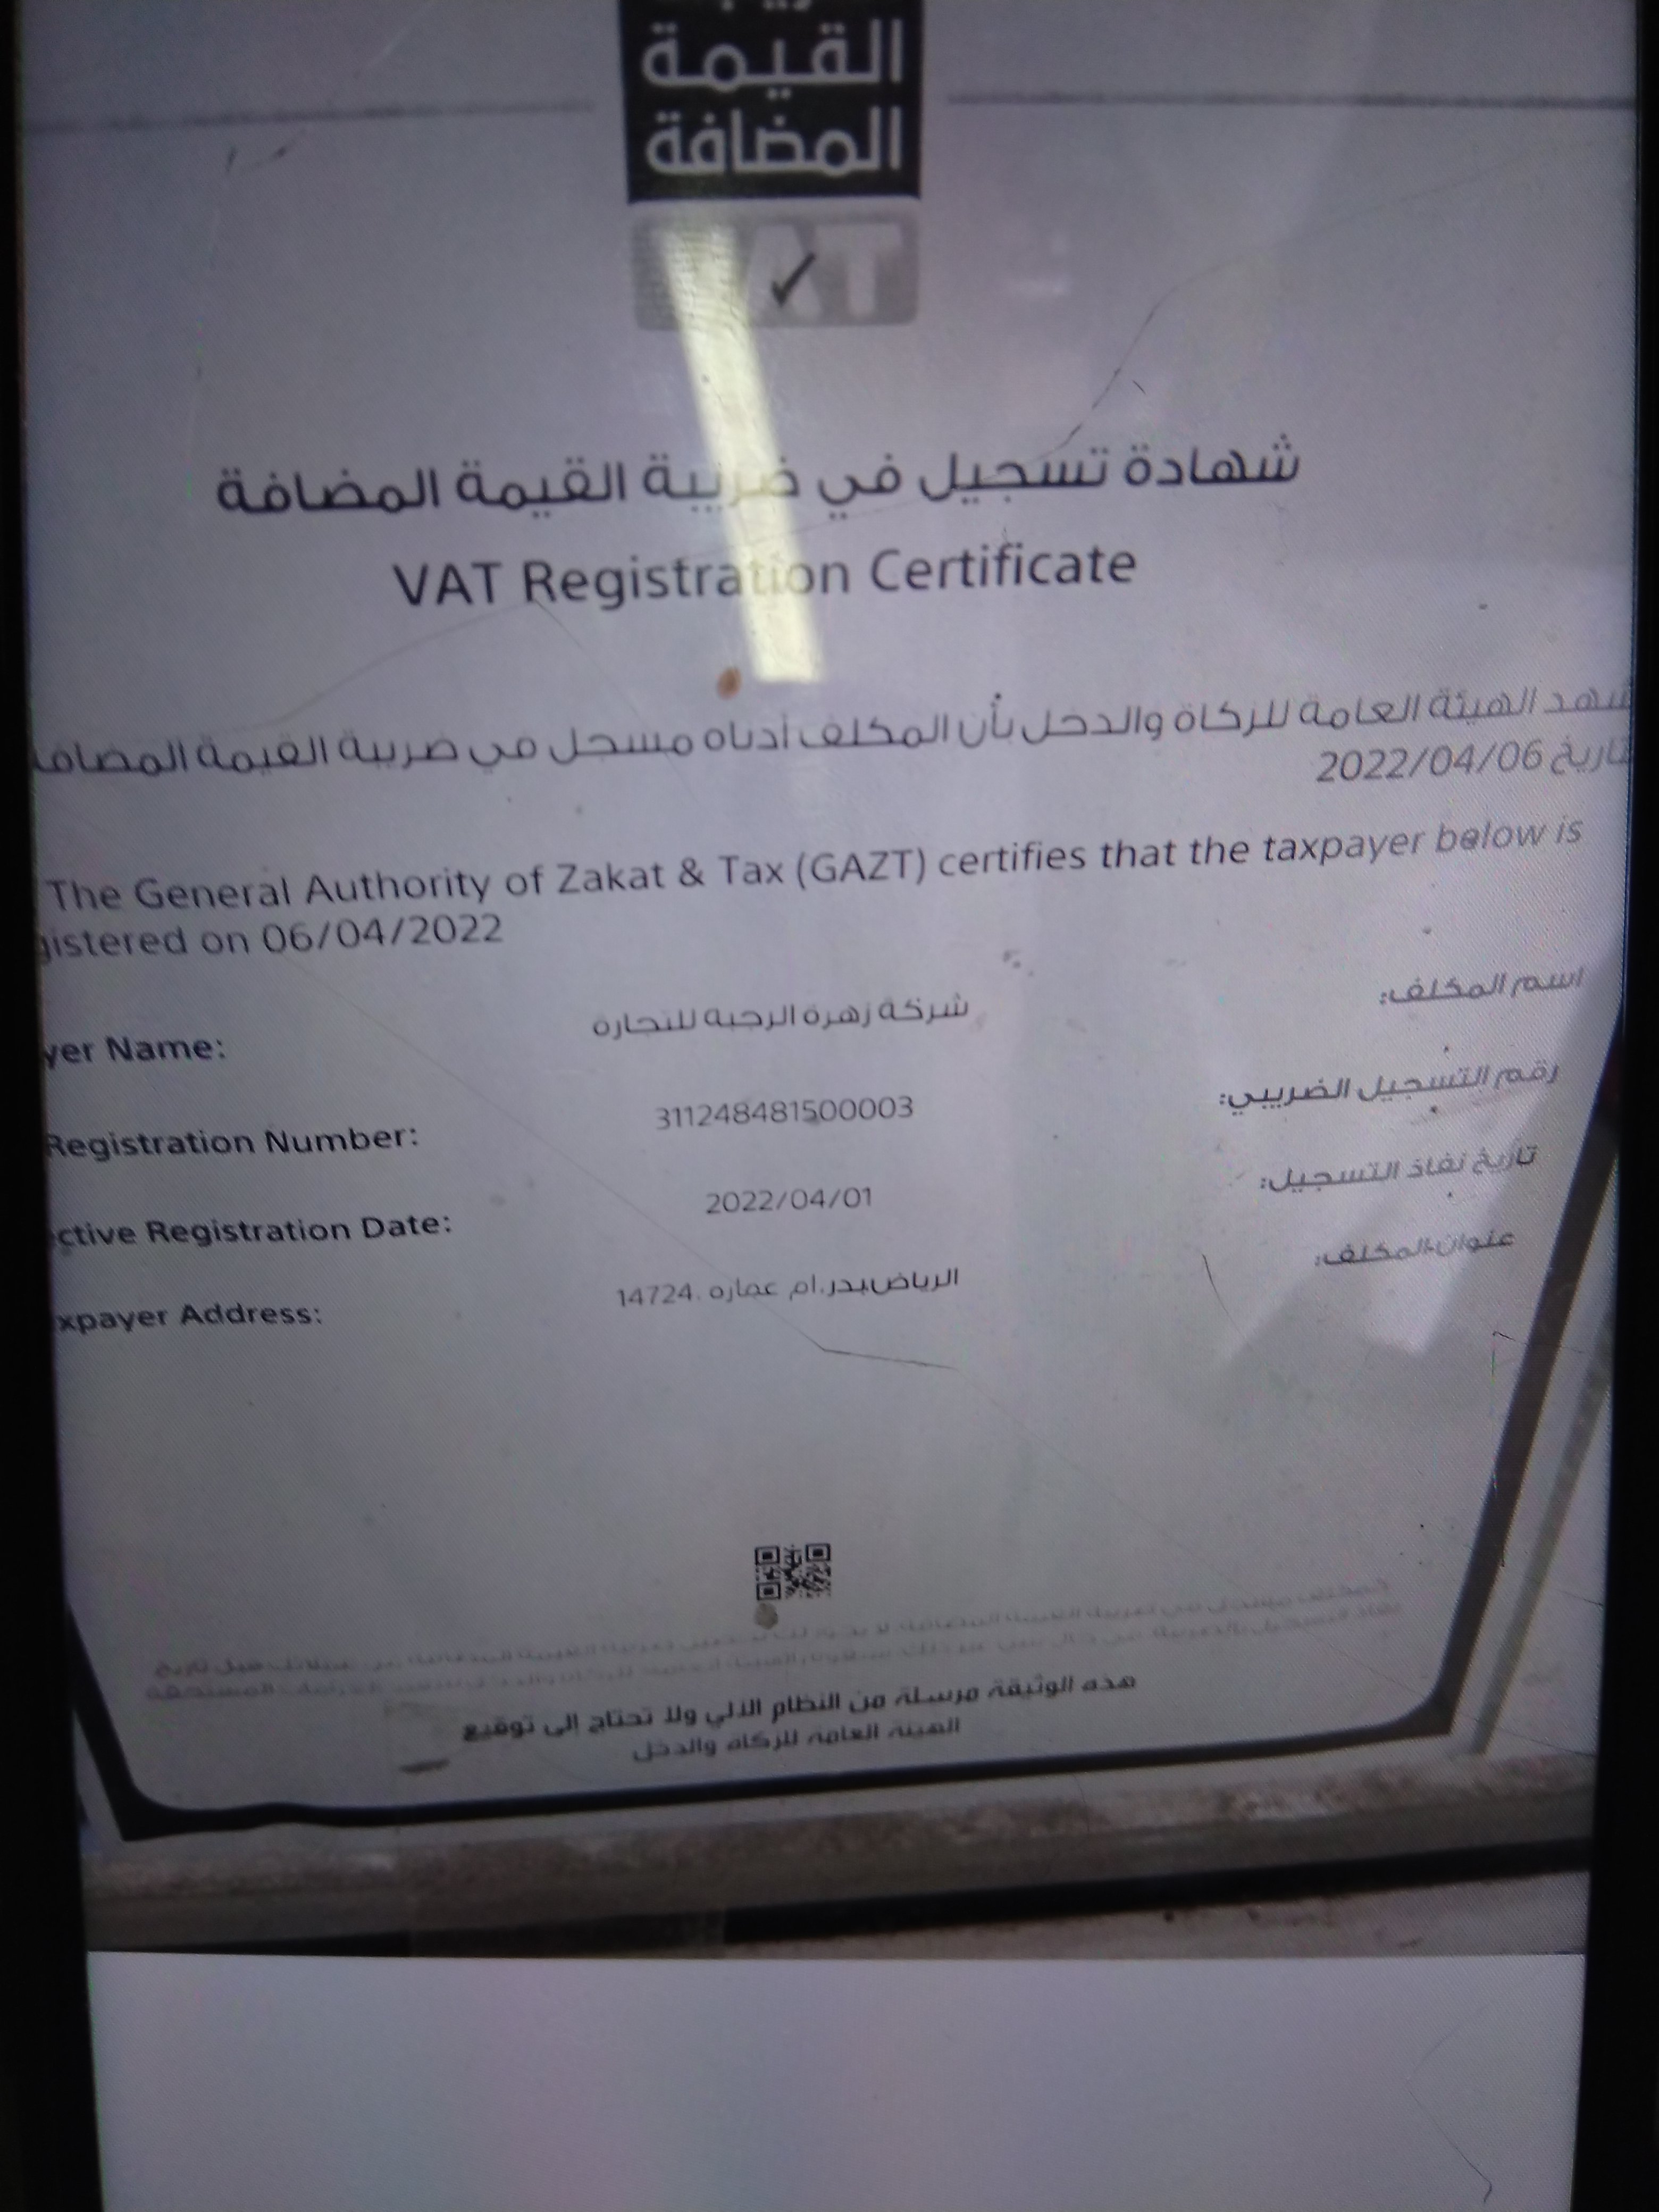 القيمة
المضافة
VAT
شهادة تسجيل في ضريبة القيمة المضافة
VAT Registration Certificate
شهد الهيئة العامة للزكاة والدخل بأن المكلف أدناه مسجل في ضريبة القيمة المضافة
تاريخ 2022/04/06
The General Authority of Zakat & Tax (GAZT) certifies that the taxpayer below is
gistered on 06/04/2022
yer Name: شركة زهرة الرحبة للتجارة اسم المكلف:
Registration Number: 311248481500003 رقم التسجيل الضريبي:
ctive Registration Date: 2022/04/01 تاريخ نفاذ التسجيل:
xpayer Address: الرياض,بدر,ام عماره .14724 عنوان المكلف:
هذه الوثيقة مرسلة من النظام الآلي ولا تحتاج إلى توقيع
الهيئة العامة للزكاة والدخل